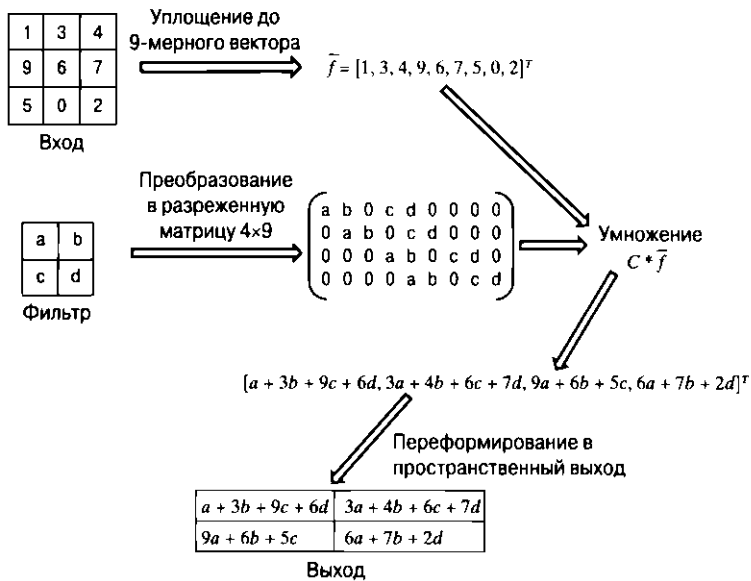 Уплощение до
9-мерного вектора
1 3 4
9 6 7
5 0 2
Вход
f̄ = [1, 3, 4, 9, 6, 7, 5, 0, 2]ᵀ
Преобразование
в разреженную
матрицу 4×9
a b
c d
Фильтр
a b 0 c d 0 0 0 0
0 a b 0 c d 0 0 0
0 0 0 a b 0 c d 0
0 0 0 0 a b 0 c d
Умножение
C * f̄
[a + 3b + 9c + 6d, 3a + 4b + 6c + 7d, 9a + 6b + 5c, 6a + 7b + 2d]ᵀ
Переформирование в
пространственный выход
a + 3b + 9c + 6d 3a + 4b + 6c + 7d
9a + 6b + 5c 6a + 7b + 2d
Выход